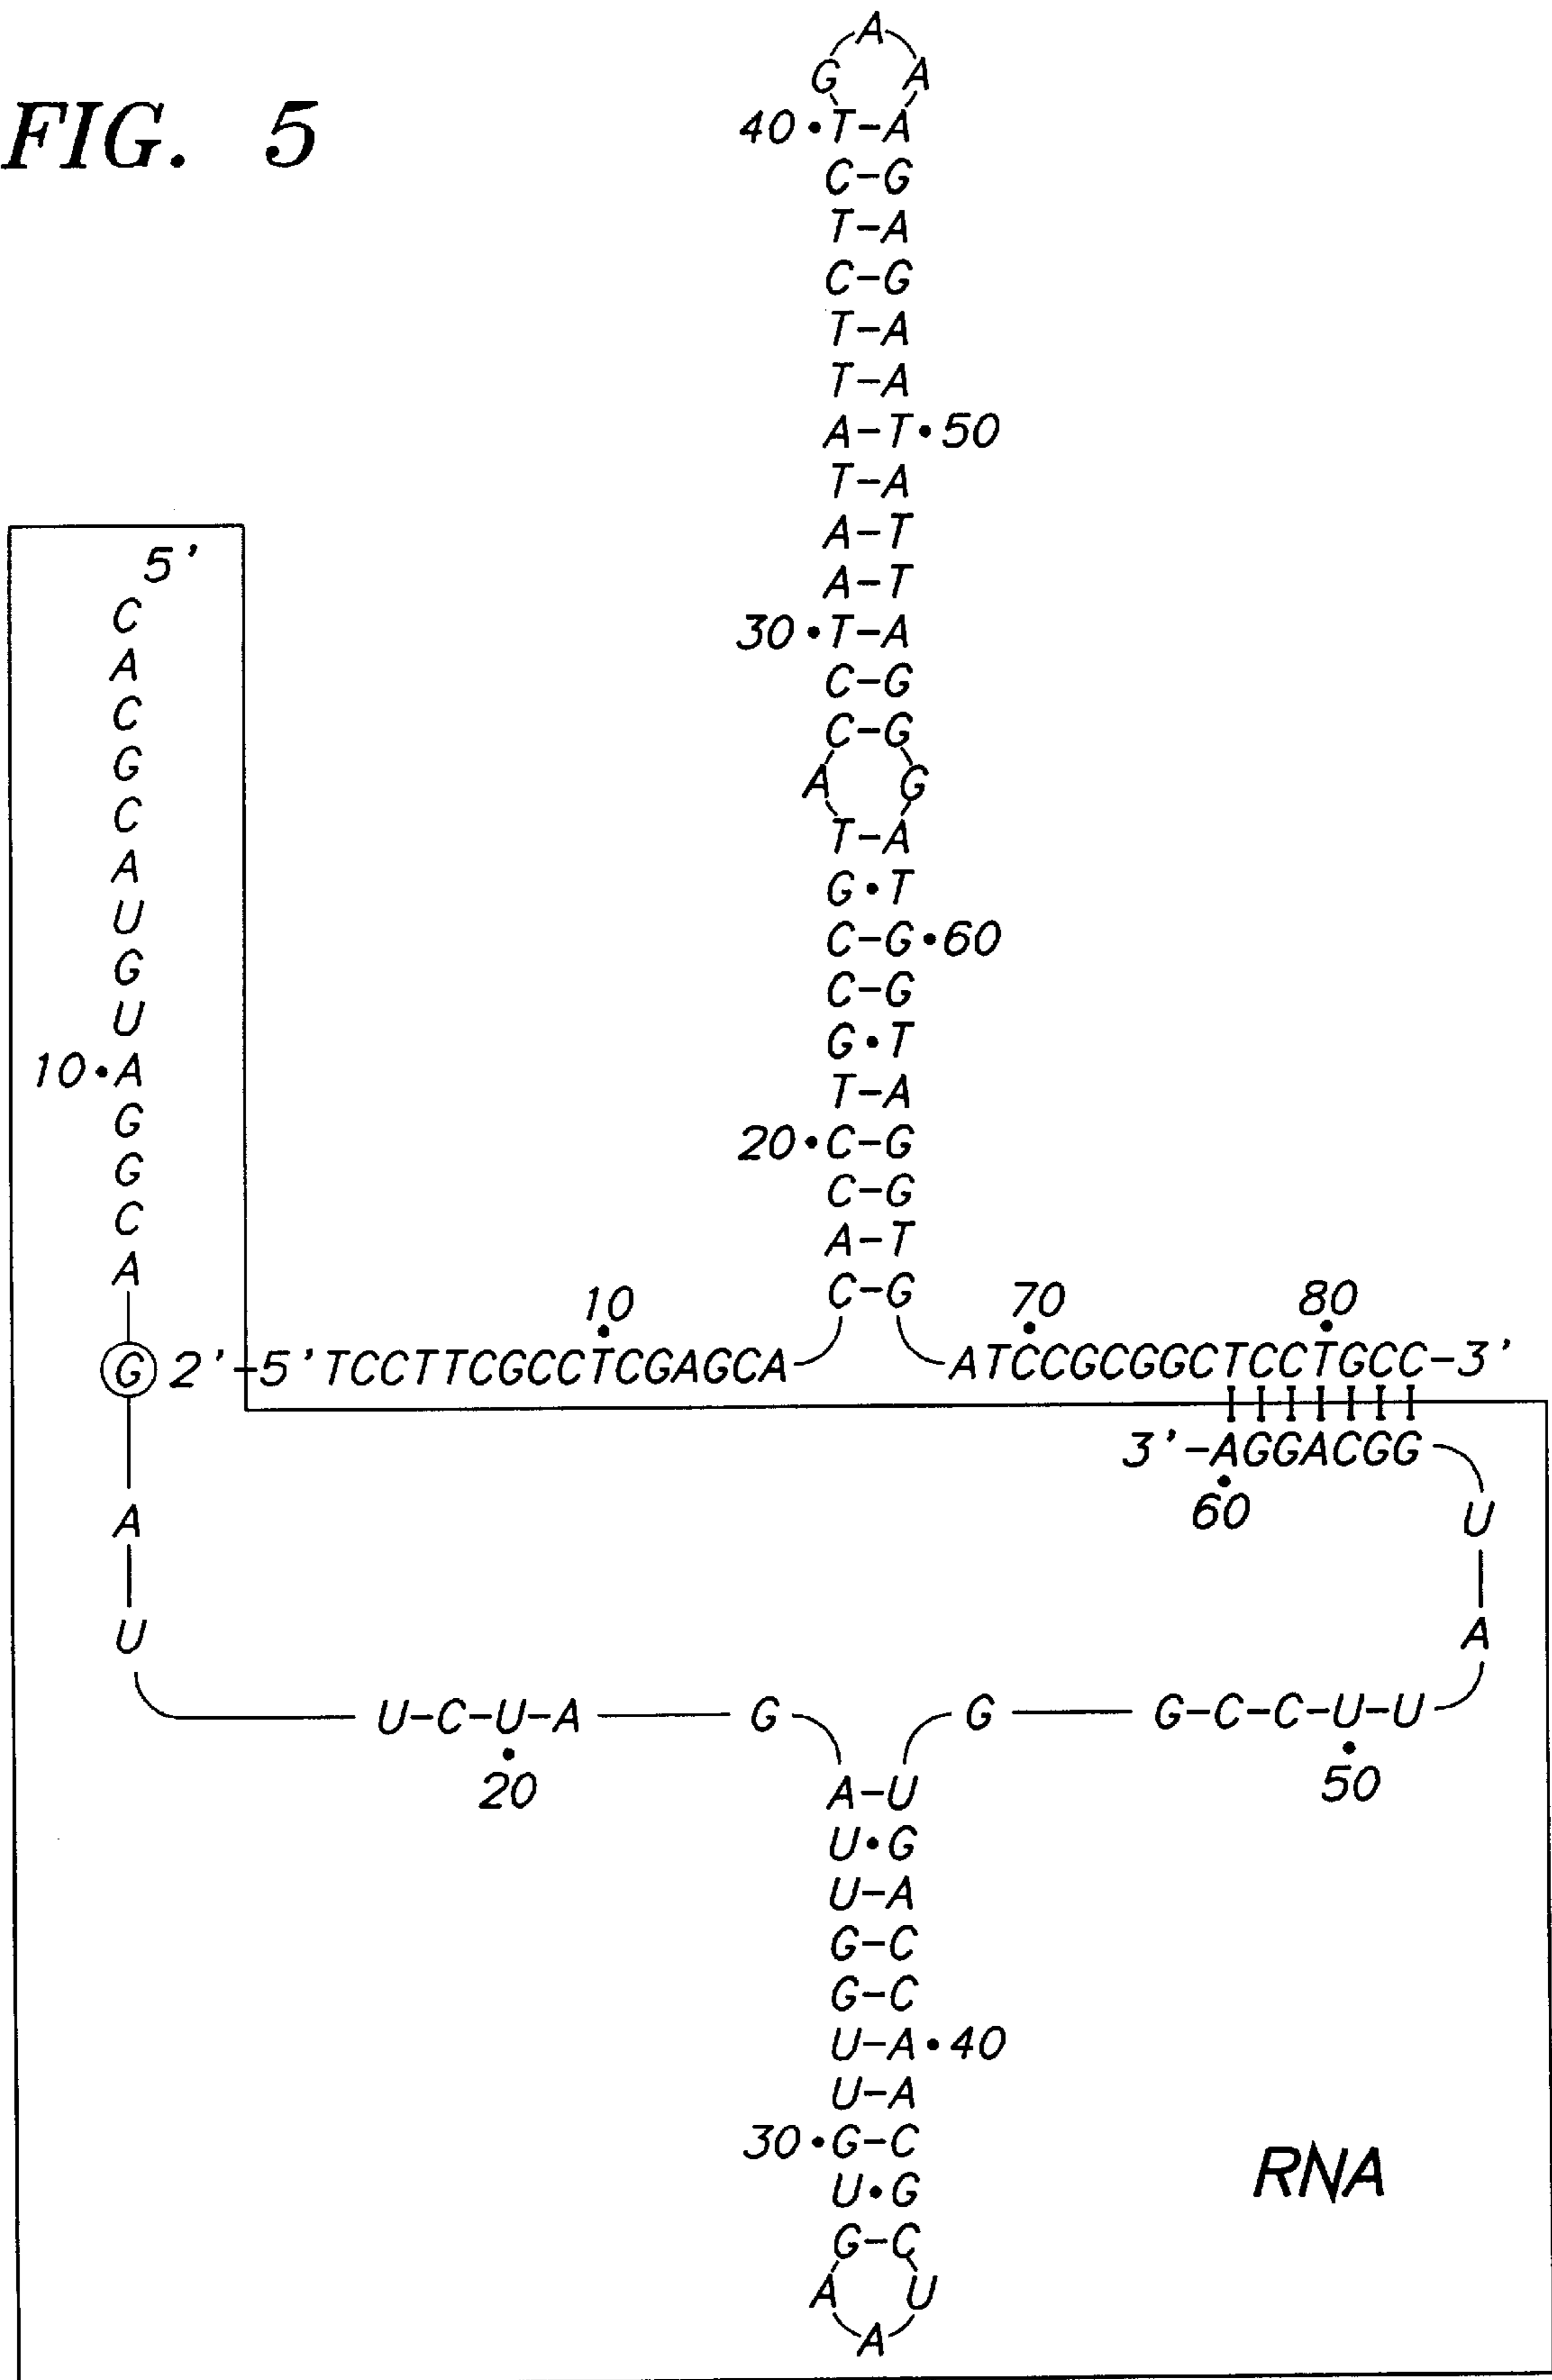 A
G A
FIG. 5
40•T-A
C-G
T-A
C-G
T-A
T-A
A-T•50
T-A
A-T
A-T
30•T-A
C-G
C-G
A G
T-A
G•T
C-G•60
C-G
G•T
T-A
20•C-G
C-G
A-T
C-G
5'
C
A
C
G
C
A
U
G
U
10•A
G
G
C
A
10 70 80
G 2'-5'TCCTTCGCCTCGAGCA ATCCGCGGCTCCTGCC-3'
3'-AGGACGG
60
A U
U A
U-C-U-A G G G-C-C-U-U
20 50
A-U
U•G
U-A
G-C
G-C
U-A•40
U-A
30•G-C
U•G
G-C
A U
A
RNA